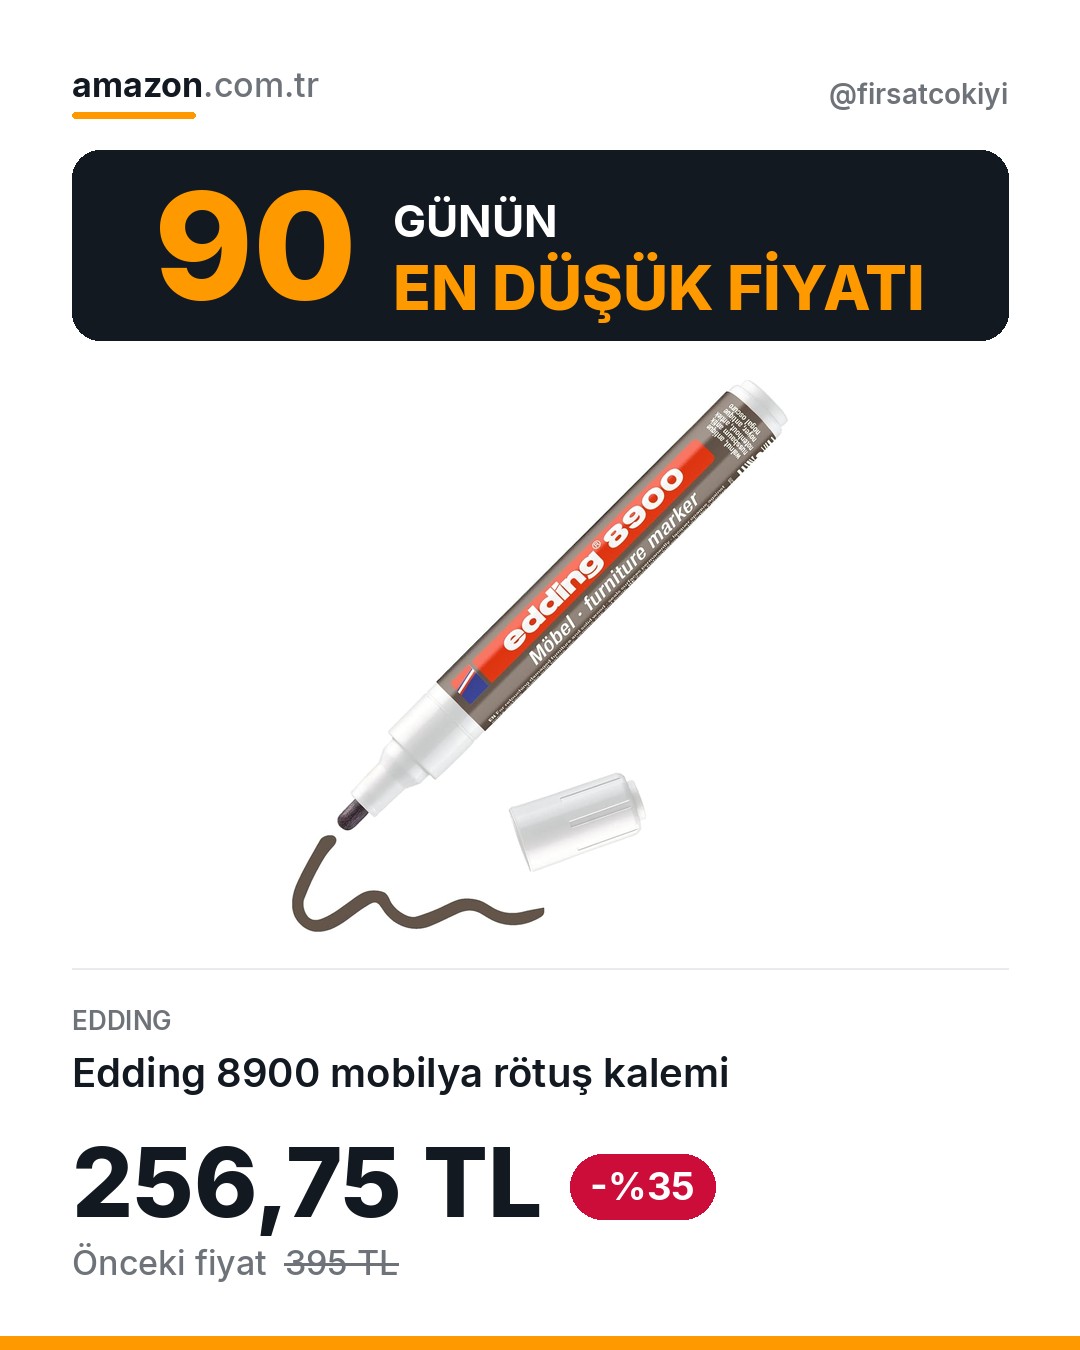 amazon.com.tr
@firsatcokiyi
90 GÜNÜN
EN DÜŞÜK FİYATI
edding® 8900
Möbel · furniture marker
EDDING
Edding 8900 mobilya rötuş kalemi
256,75 TL
-%35
Önceki fiyat 395 TL